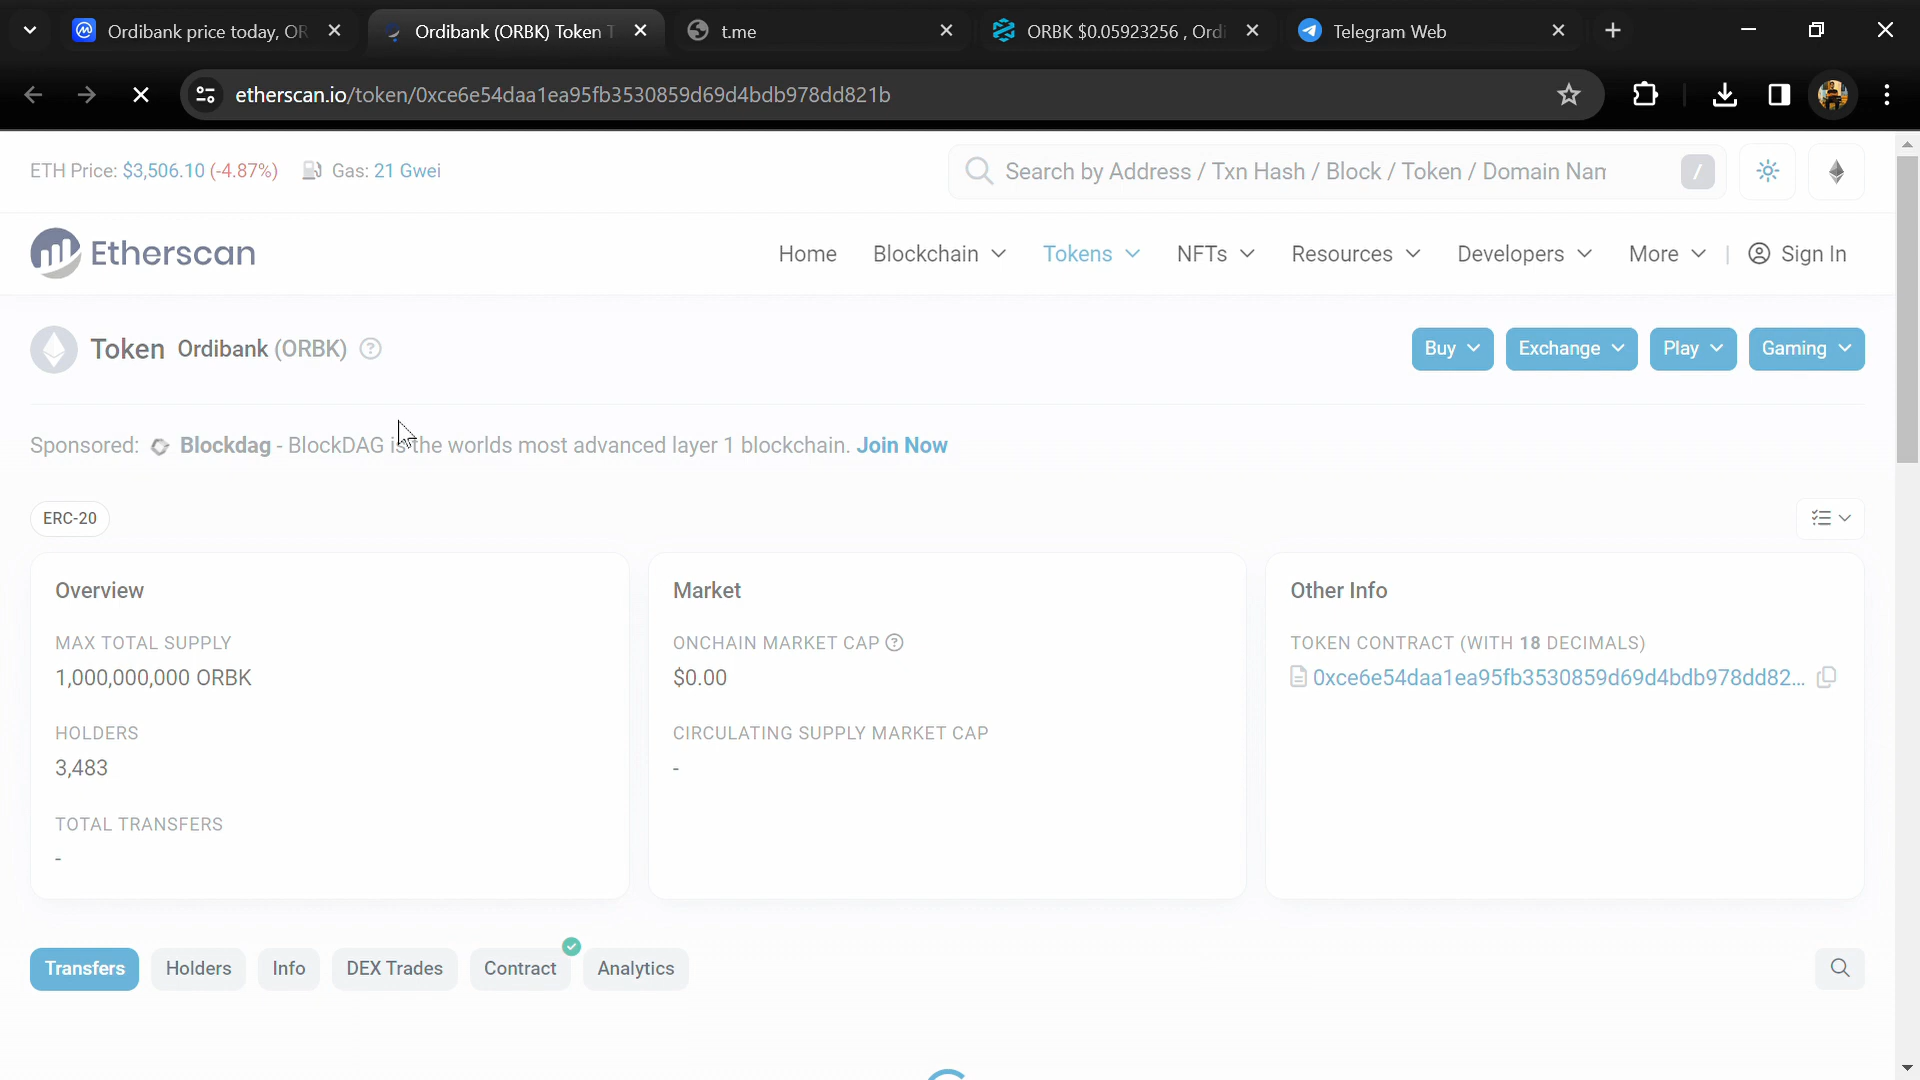 Ordibank price today, OR
Ordibank (ORBK) Token T
t.me
ORBK $0.05923256 , Ordi
Telegram Web
etherscan.io/token/0xce6e54daa1ea95fb3530859d69d4bdb978dd821b
ETH Price: $3,506.10 (-4.87%) Gas: 21 Gwei
Search by Address / Txn Hash / Block / Token / Domain Nam
/
Etherscan
Home Blockchain Tokens NFTs Resources Developers More | Sign In
Token Ordibank (ORBK)
Buy Exchange Play Gaming
Sponsored: Blockdag - BlockDAG is the worlds most advanced layer 1 blockchain. Join Now
ERC-20
Overview
MAX TOTAL SUPPLY
1,000,000,000 ORBK
HOLDERS
3,483
TOTAL TRANSFERS
-
Market
ONCHAIN MARKET CAP
$0.00
CIRCULATING SUPPLY MARKET CAP
-
Other Info
TOKEN CONTRACT (WITH 18 DECIMALS)
0xce6e54daa1ea95fb3530859d69d4bdb978dd82...
Transfers Holders Info DEX Trades Contract Analytics